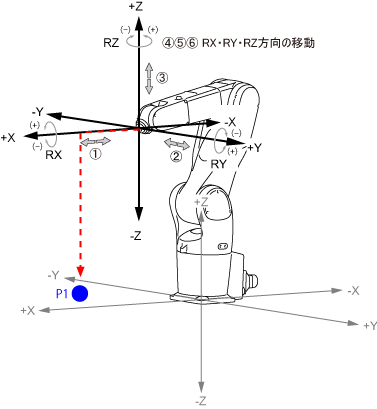 +Z
(−) (+)
RZ
④⑤⑥ RX・RY・RZ方向の移動
③
-Y
-X
(+)
+X
(−)
(−)
+Y
(+)
RX
①
②
RY
-Z
+Z
-Y
P1
-X
+X
+Y
-Z